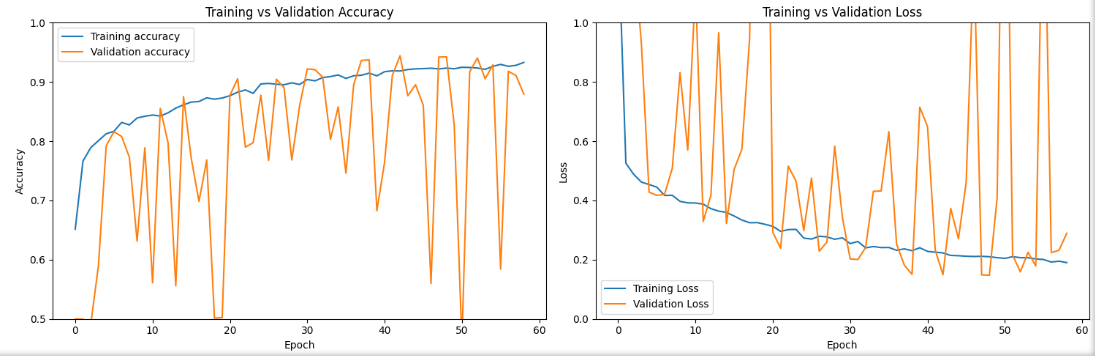 Training vs Validation Accuracy
1.0
0.9
0.8
0.7
0.6
0.5
Accuracy
Training accuracy
Validation accuracy
0 10 20 30 40 50 60
Epoch
Training vs Validation Loss
1.0
0.8
0.6
0.4
0.2
0.0
Loss
Training Loss
Validation Loss
0 10 20 30 40 50 60
Epoch